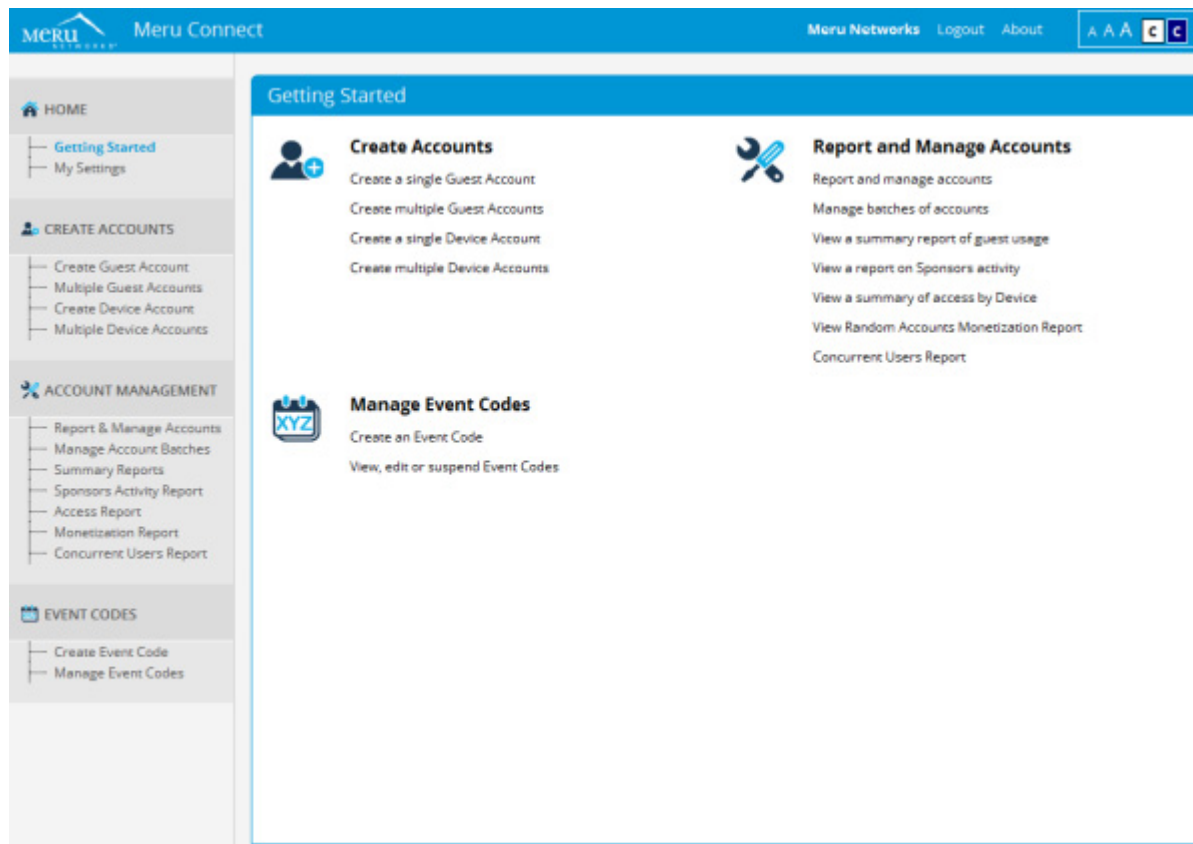 MERU NETWORKS Meru Connect Meru Networks Logout About A A A C C
HOME
Getting Started
My Settings
CREATE ACCOUNTS
Create Guest Account
Multiple Guest Accounts
Create Device Account
Multiple Device Accounts
ACCOUNT MANAGEMENT
Report & Manage Accounts
Manage Account Batches
Summary Reports
Sponsors Activity Report
Access Report
Monetization Report
Concurrent Users Report
EVENT CODES
Create Event Code
Manage Event Codes
Getting Started
Create Accounts
Create a single Guest Account
Create multiple Guest Accounts
Create a single Device Account
Create multiple Device Accounts
Report and Manage Accounts
Report and manage accounts
Manage batches of accounts
View a summary report of guest usage
View a report on Sponsors activity
View a summary of access by Device
View Random Accounts Monetization Report
Concurrent Users Report
XYZ
Manage Event Codes
Create an Event Code
View, edit or suspend Event Codes